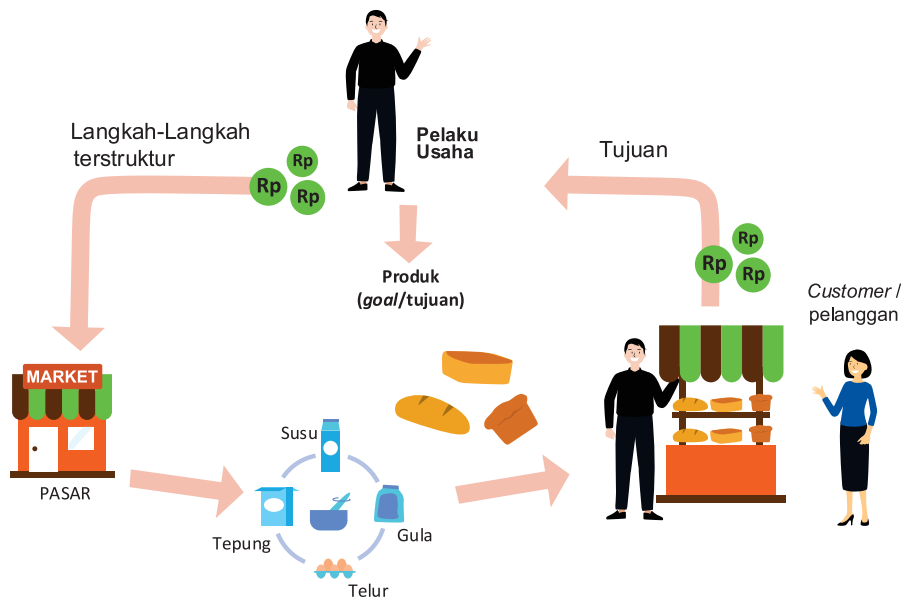 Langkah-Langkah
terstruktur
Rp
Rp
Rp
Pelaku
Usaha
Tujuan
Produk
(goal/tujuan)
Rp
Rp
Rp
Customer /
pelanggan
MARKET
PASAR
Susu
Tepung
Gula
Telur